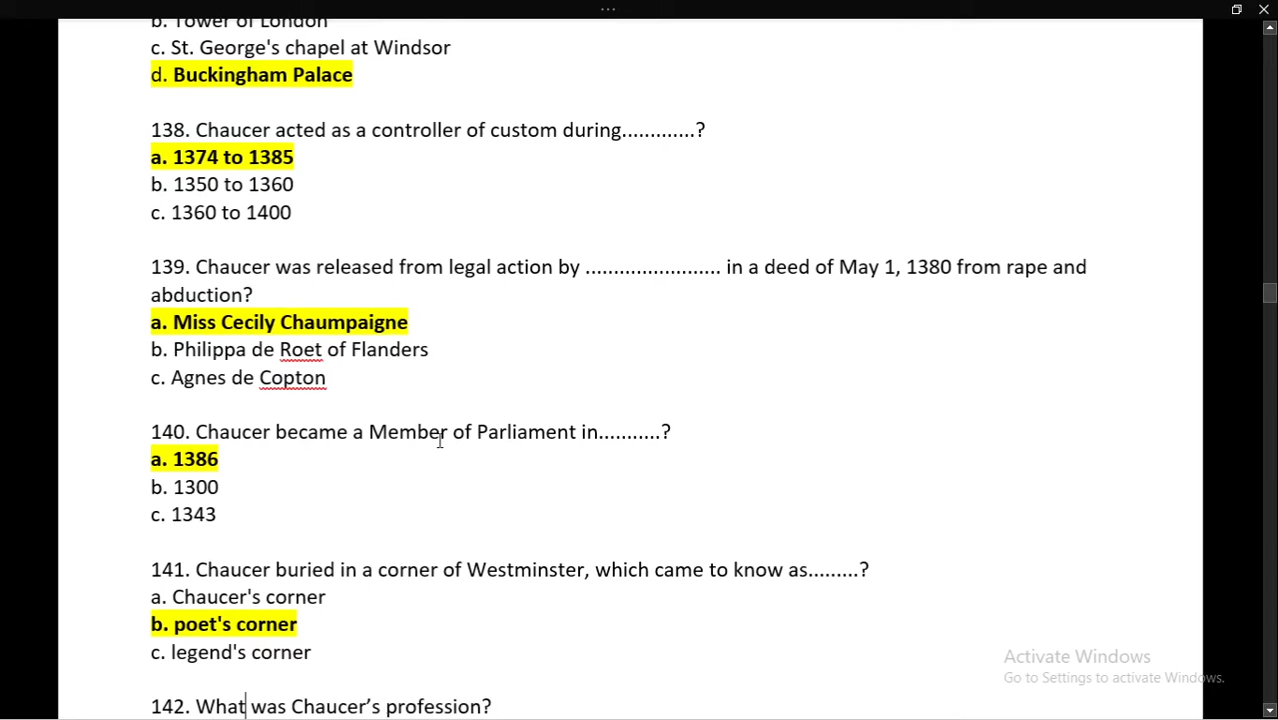 b. Tower of London
c. St. George's chapel at Windsor
d. Buckingham Palace
138. Chaucer acted as a controller of custom during.............?
a. 1374 to 1385
b. 1350 to 1360
c. 1360 to 1400
139. Chaucer was released from legal action by ........................ in a deed of May 1, 1380 from rape and
abduction?
a. Miss Cecily Chaumpaigne
b. Philippa de Roet of Flanders
c. Agnes de Copton
140. Chaucer became a Member of Parliament in...........?
a. 1386
b. 1300
c. 1343
141. Chaucer buried in a corner of Westminster, which came to know as.........?
a. Chaucer's corner
b. poet's corner
c. legend's corner
Activate Windows
Go to Settings to activate Windows.
142. What was Chaucer’s profession?